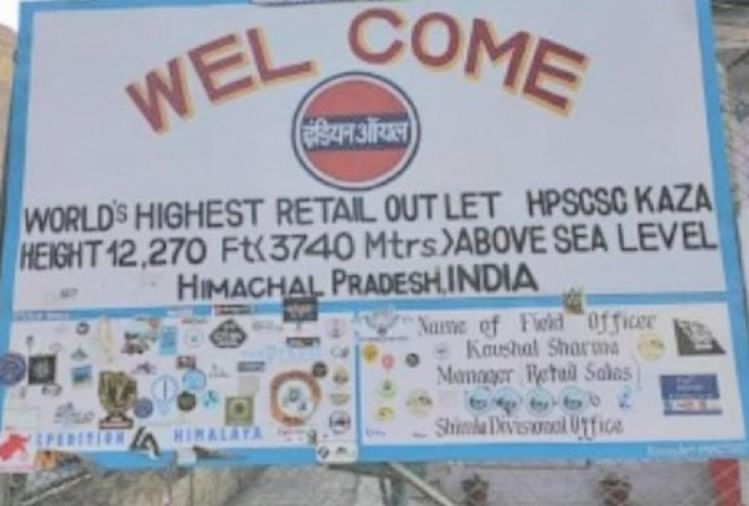 WEL COME
इंडियनऑयल
WORLD'S HIGHEST RETAIL OUT LET HPSCSC KAZA
HEIGHT 12,270 Ft(3740 Mtrs.)ABOVE SEA LEVEL
HIMACHAL PRADESH.INDIA
Name of Field Officer
Koushal Sharma
Manager Retail Sales
Shimla Divisional Office
EXPEDITION HIMALAYA